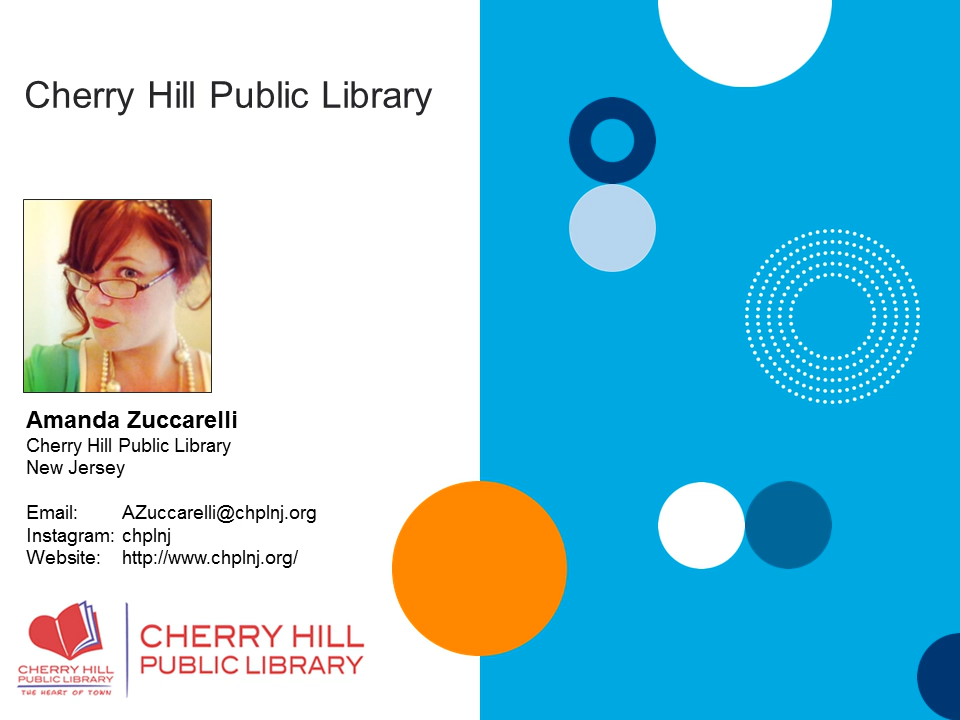 Cherry Hill Public Library
Amanda Zuccarelli
Cherry Hill Public Library
New Jersey
Email: AZuccarelli@chplnj.org
Instagram: chplnj
Website: http://www.chplnj.org/
CHERRY HILL
PUBLIC LIBRARY
THE HEART OF TOWN
CHERRY HILL
PUBLIC LIBRARY